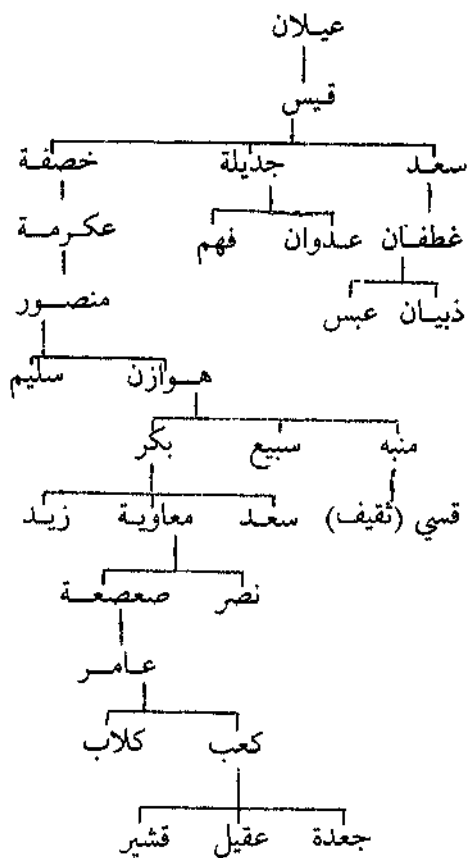 عيلان
قيس
سعد جذيلة خصفة
غطفان عدوان فهم عكرمة
ذبيان عبس منصور
هوازن سليم
منبه سبيع بكر
قسي (ثقيف) سعد معاوية زيد
نصر صعصعة
عامر
كعب كلاب
جعدة عقيل قشير